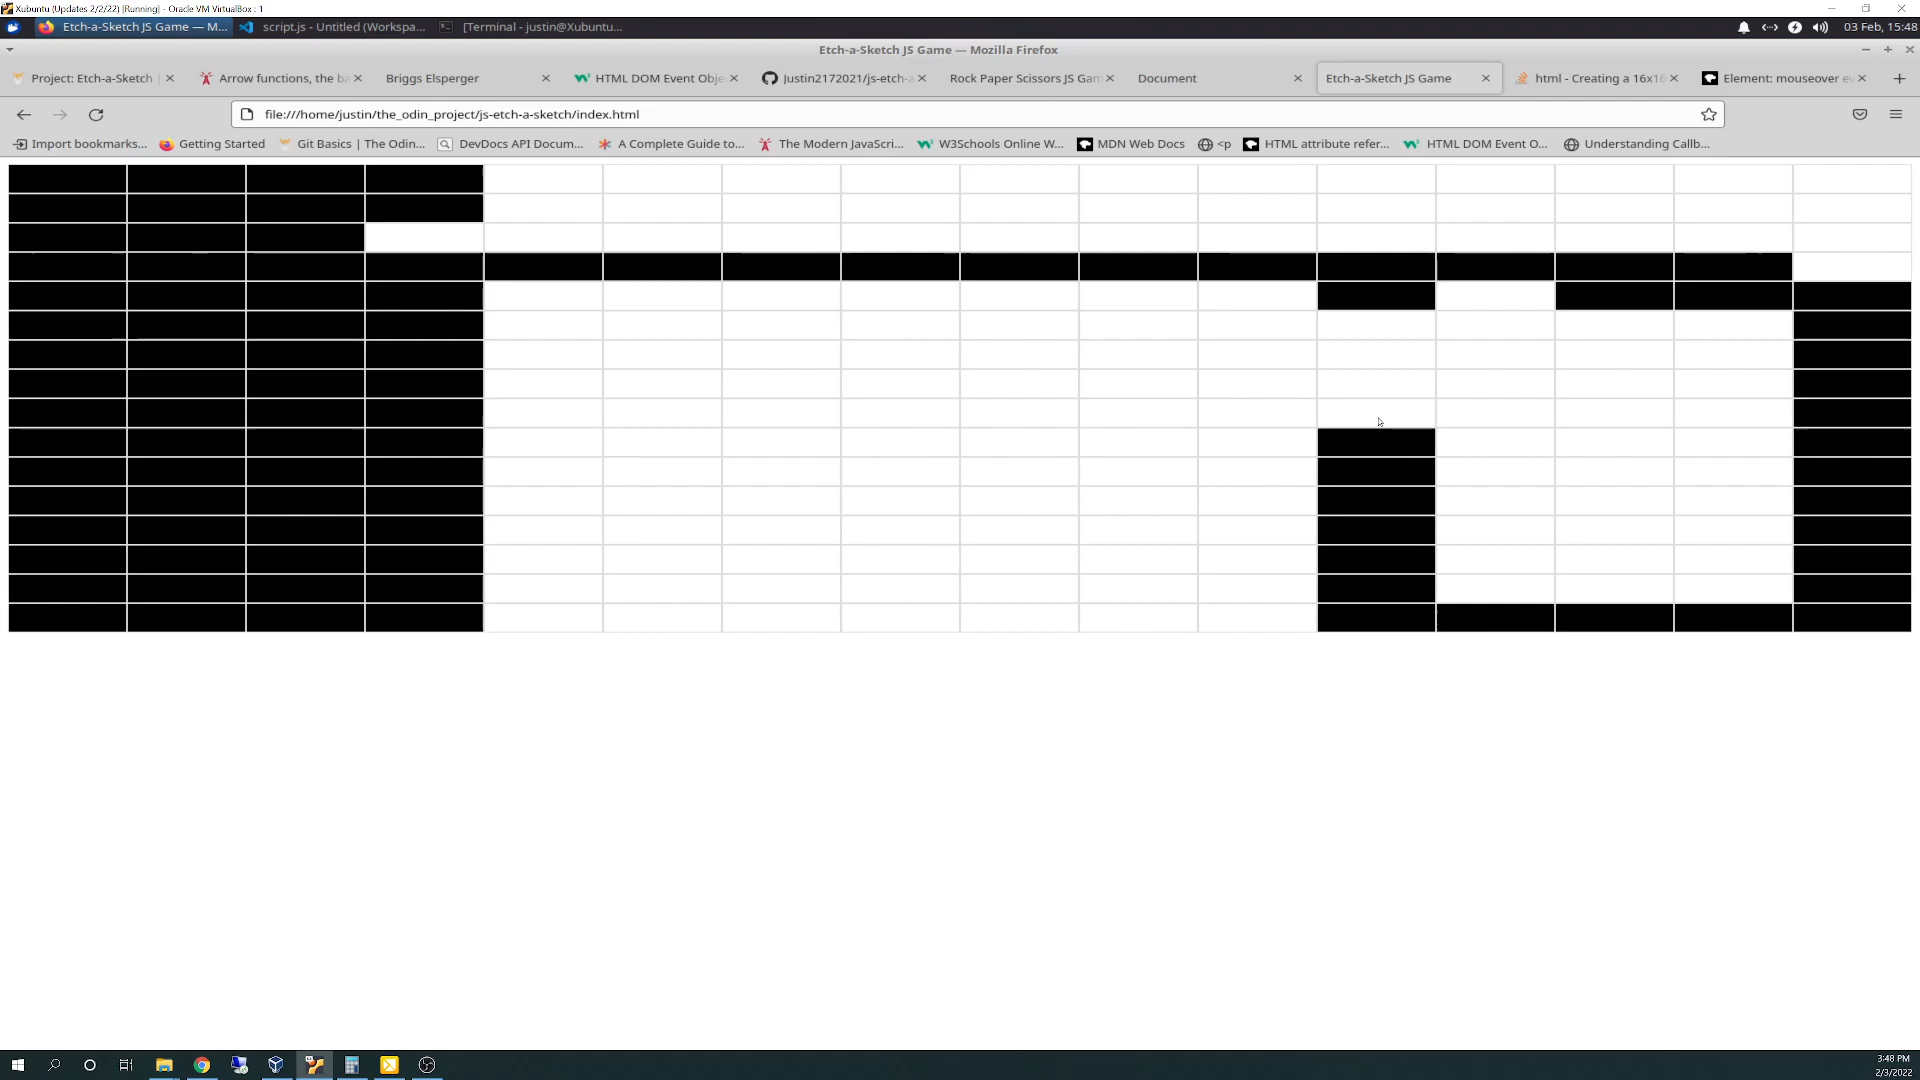 Xubuntu (Updates 2/2/22) [Running] - Oracle VM VirtualBox : 1
Etch-a-Sketch JS Game — M... script.js - Untitled (Workspa... [Terminal - justin@Xubuntu... 03 Feb, 15:48
Etch-a-Sketch JS Game — Mozilla Firefox
Project: Etch-a-Sketch | Arrow functions, the ba Briggs Elsperger HTML DOM Event Obje Justin2172021/js-etch-a Rock Paper Scissors JS Gam Document Etch-a-Sketch JS Game html - Creating a 16x16 Element: mouseover ev
file:///home/justin/the_odin_project/js-etch-a-sketch/index.html
Import bookmarks... Getting Started Git Basics | The Odin... DevDocs API Docum... A Complete Guide to... The Modern JavaScri... W3Schools Online W... MDN Web Docs <p HTML attribute refer... HTML DOM Event O... Understanding Callb...
3:48 PM
2/3/2022